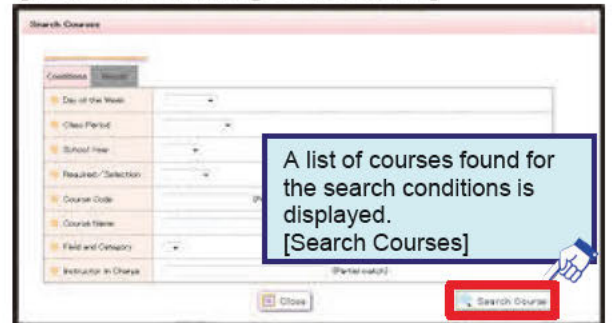 Search Courses
Conditions Result
Day of the Week
Class Period
School Year
Required/Selection
Course Code
Course Name
Field and Category
Instructor in Charge (Partial match)
A list of courses found for
the search conditions is
displayed.
[Search Courses]
Close Search Course